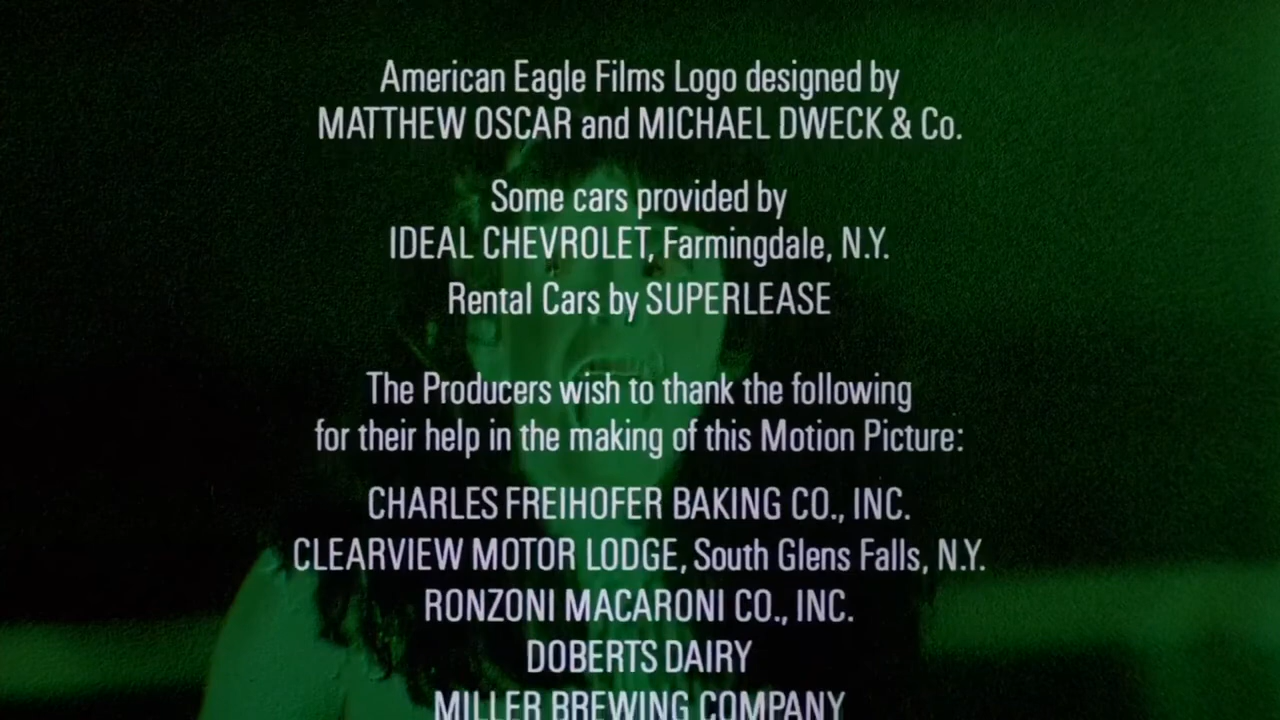 American Eagle Films Logo designed by
MATTHEW OSCAR and MICHAEL DWECK & Co.
Some cars provided by
IDEAL CHEVROLET, Farmingdale, N.Y.
Rental Cars by SUPERLEASE
The Producers wish to thank the following
for their help in the making of this Motion Picture:
CHARLES FREIHOFER BAKING CO., INC.
CLEARVIEW MOTOR LODGE, South Glens Falls, N.Y.
RONZONI MACARONI CO., INC.
DOBERTS DAIRY
MILLER BREWING COMPANY